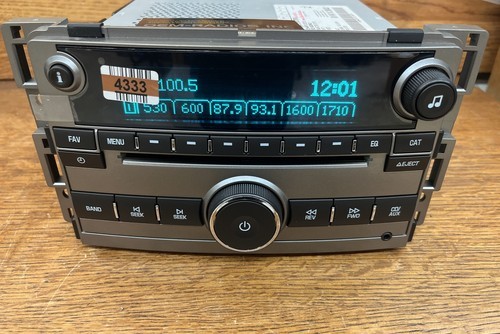 4333
100.5 12:01
1 530 600 87.9 93.1 1600 1710
FAV MENU EQ CAT
EJECT
BAND SEEK SEEK REV FWD CD/
AUX